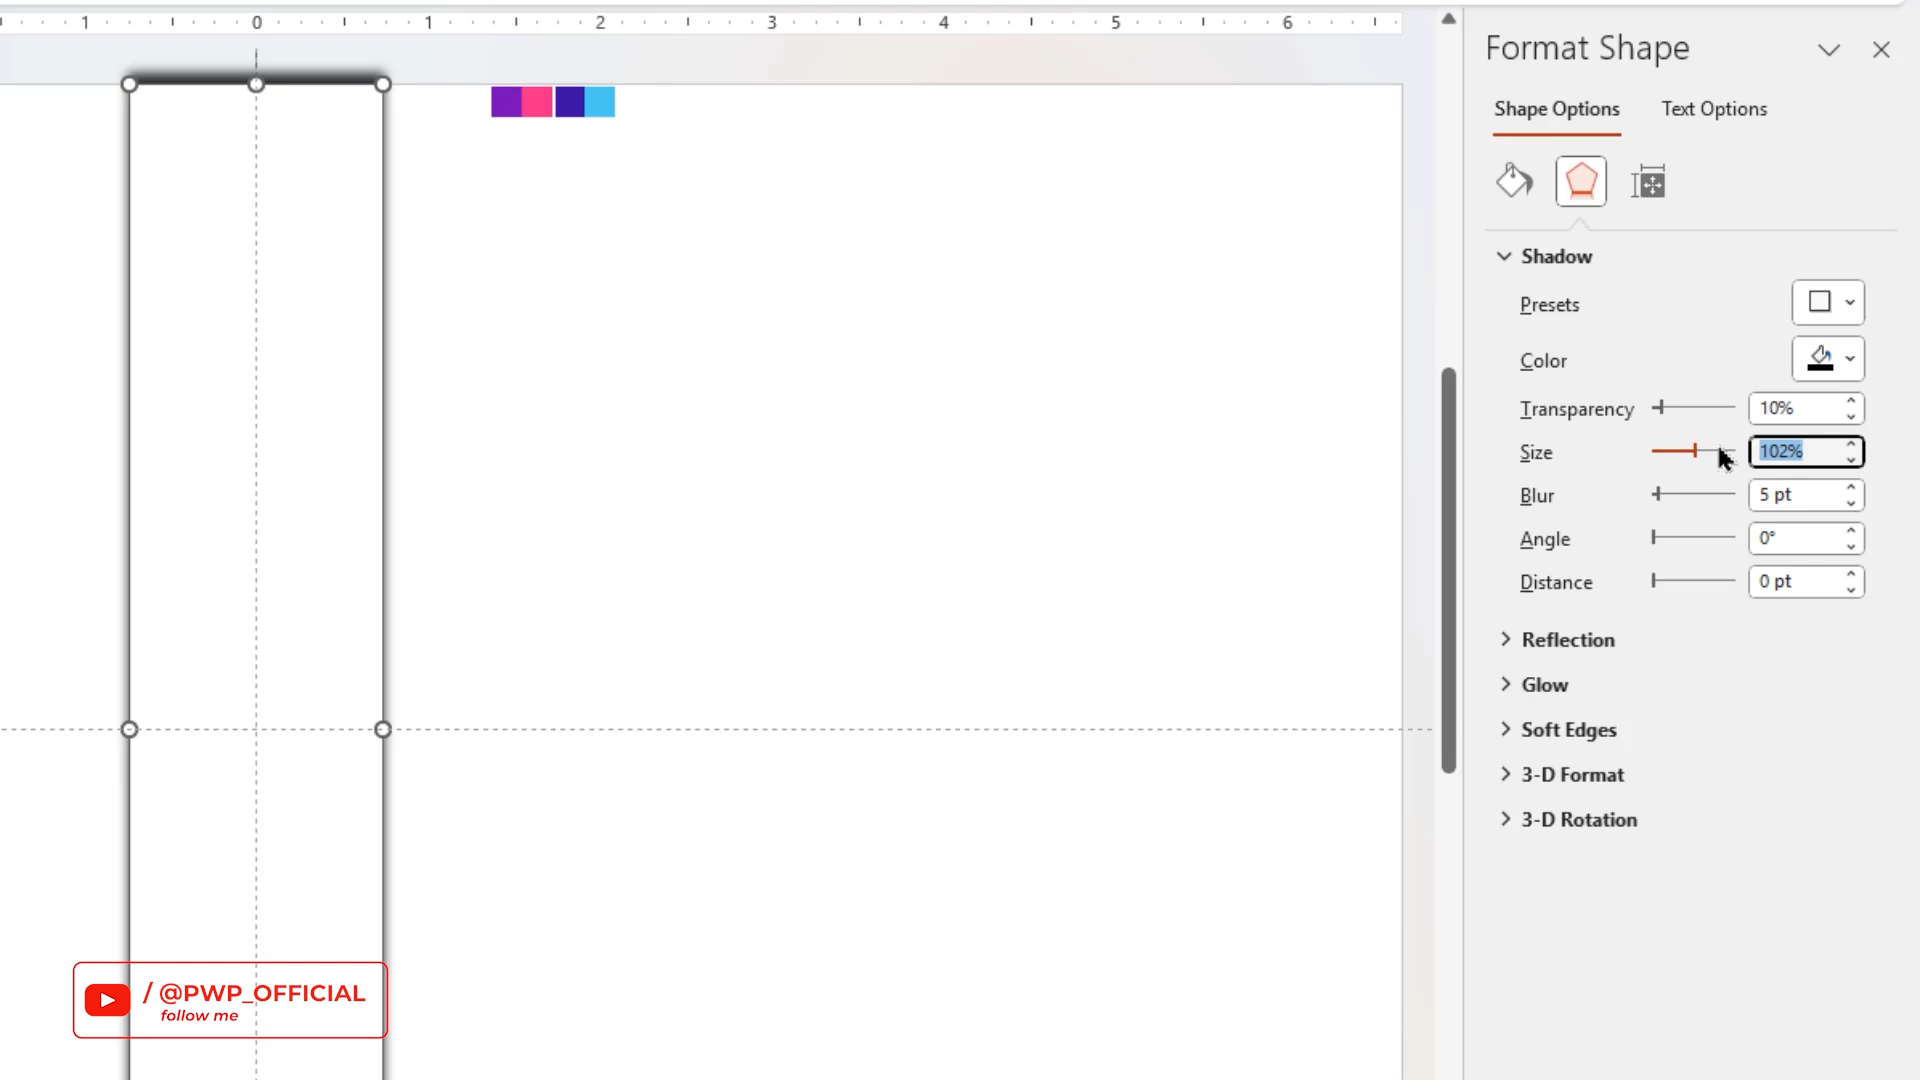 1 0 1 2 3 4 5 6
Format Shape
Shape Options Text Options
Shadow
Presets
Color
Transparency 10%
Size 102%
Blur 5 pt
Angle 0°
Distance 0 pt
Reflection
Glow
Soft Edges
3-D Format
3-D Rotation
/ @PWP_OFFICIAL
follow me